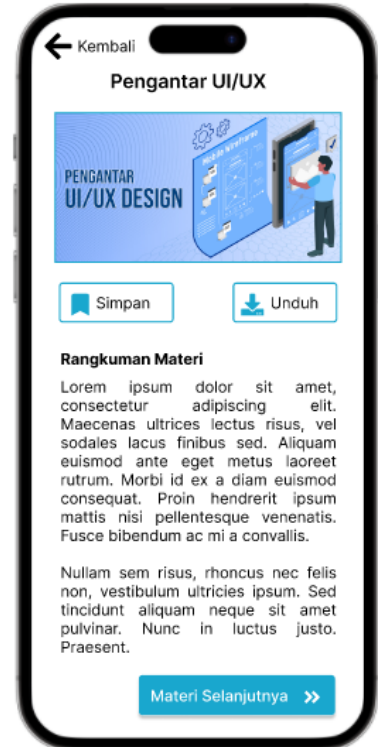 Kembali
Pengantar UI/UX
Mobile Wireframe
PENGANTAR
UI/UX DESIGN
Simpan
Unduh
Rangkuman Materi
Lorem ipsum dolor sit amet,
consectetur adipiscing elit.
Maecenas ultrices lectus risus, vel
sodales lacus finibus sed. Aliquam
euismod ante eget metus laoreet
rutrum. Morbi id ex a diam euismod
consequat. Proin hendrerit ipsum
mattis nisi pellentesque venenatis.
Fusce bibendum ac mi a convallis.
Nullam sem risus, rhoncus nec felis
non, vestibulum ultricies ipsum. Sed
tincidunt aliquam neque sit amet
pulvinar. Nunc in luctus justo.
Praesent.
Materi Selanjutnya